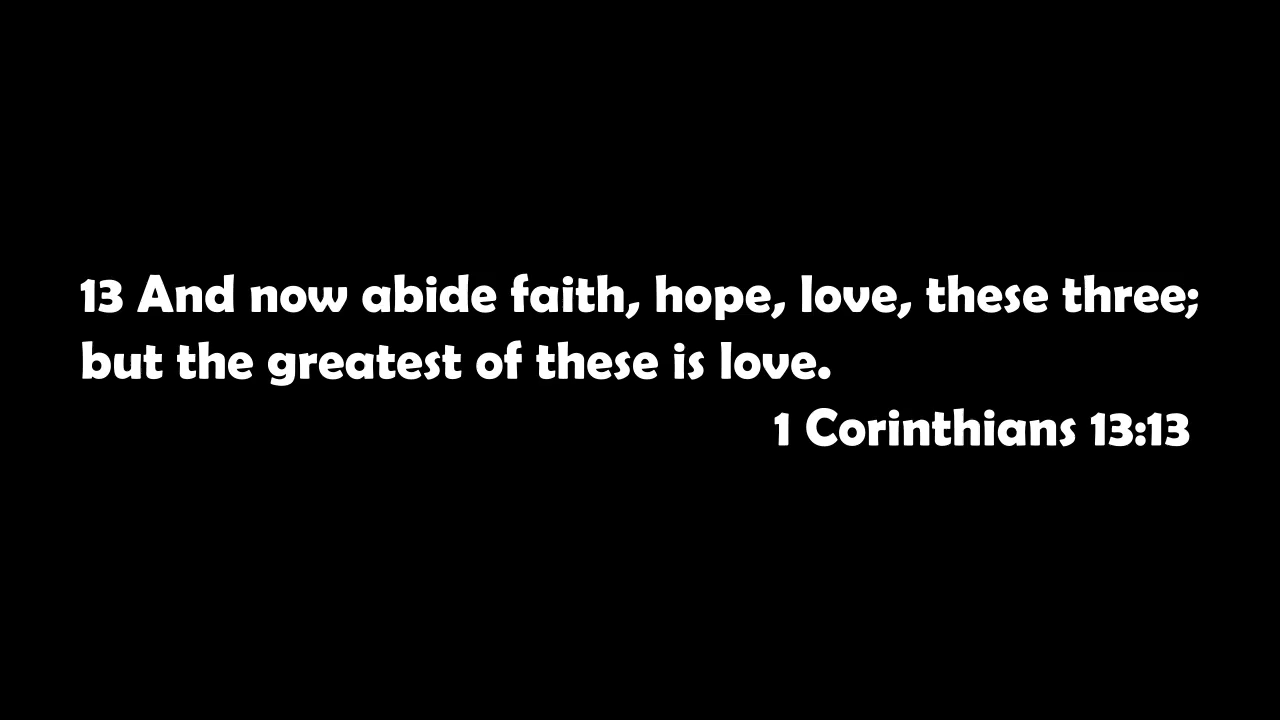 13 And now abide faith, hope, love, these three;
but the greatest of these is love.
1 Corinthians 13:13